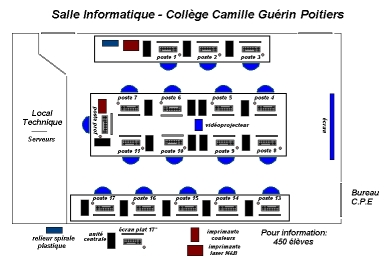 Salle Informatique - Collège Camille Guérin Poitiers
poste 1
poste 2
poste 3
poste 7
poste 6
poste 5
poste 4
Local
Technique
Serveurs
vidéoprojecteur
écran
poste 11
poste 10
poste 9
poste 8
poste 17
poste 16
poste 15
poste 14
poste 13
Bureau
C.P.E
relieur spirale
plastique
unité
centrale
écran plat 17"
imprimante
couleurs
imprimante
laser N&B
Pour information:
450 élèves